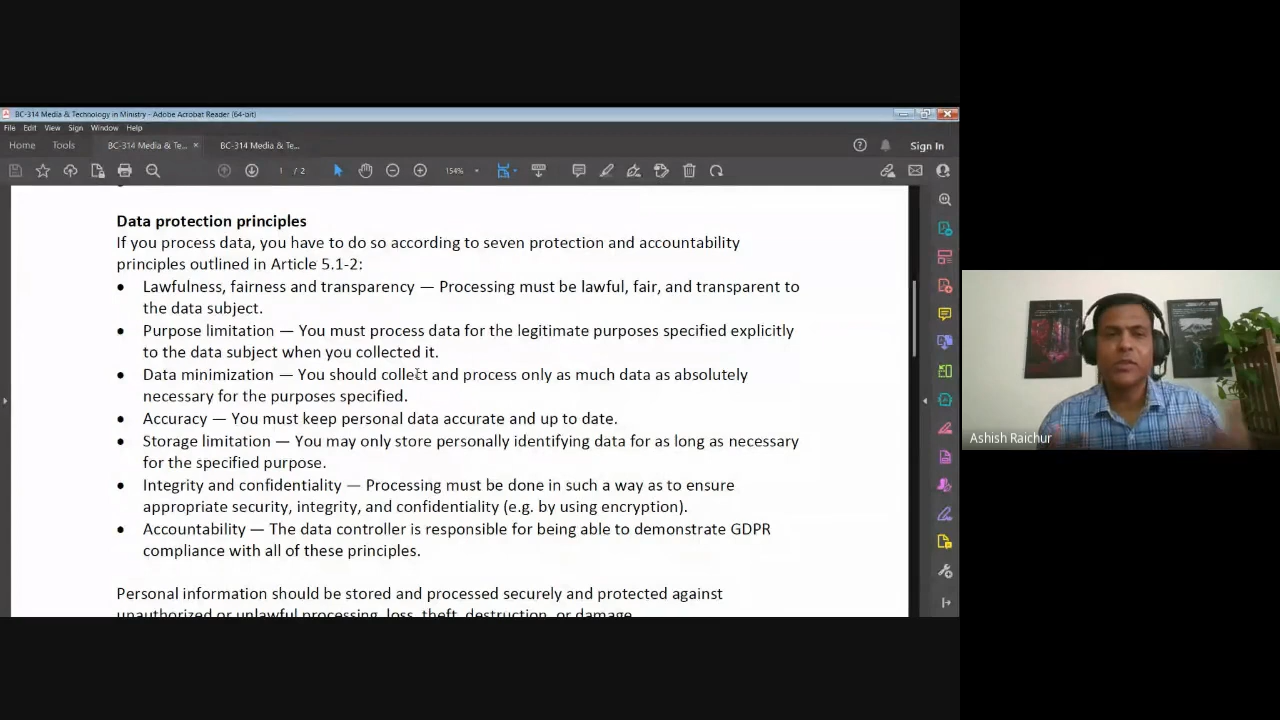 BC-314 Media & Technology in Ministry - Adobe Acrobat Reader (64-bit)
File Edit View Sign Window Help
Home Tools BC-314 Media & Te... × BC-314 Media & Te... Sign In
1 / 2 154%
Data protection principles
If you process data, you have to do so according to seven protection and accountability
principles outlined in Article 5.1-2:
● Lawfulness, fairness and transparency — Processing must be lawful, fair, and transparent to
the data subject.
● Purpose limitation — You must process data for the legitimate purposes specified explicitly
to the data subject when you collected it.
● Data minimization — You should collect and process only as much data as absolutely
necessary for the purposes specified.
● Accuracy — You must keep personal data accurate and up to date.
● Storage limitation — You may only store personally identifying data for as long as necessary
for the specified purpose.
● Integrity and confidentiality — Processing must be done in such a way as to ensure
appropriate security, integrity, and confidentiality (e.g. by using encryption).
● Accountability — The data controller is responsible for being able to demonstrate GDPR
compliance with all of these principles.
Personal information should be stored and processed securely and protected against
unauthorized or unlawful processing, loss, theft, destruction, or damage.
Ashish Raichur